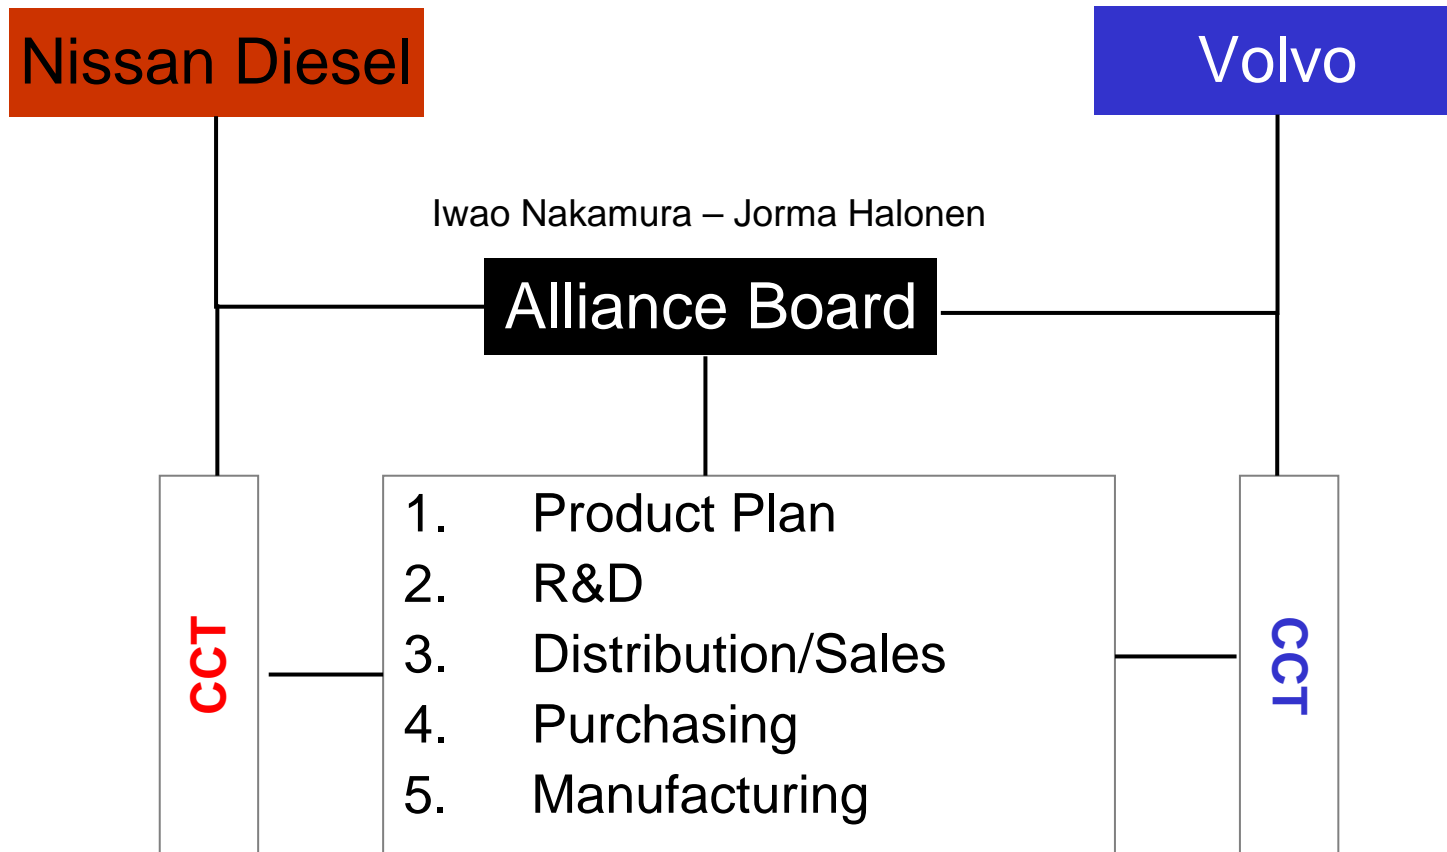 Nissan Diesel
Volvo
Iwao Nakamura – Jorma Halonen
Alliance Board
CCT
1. Product Plan
2. R&D
3. Distribution/Sales
4. Purchasing
5. Manufacturing
CCT